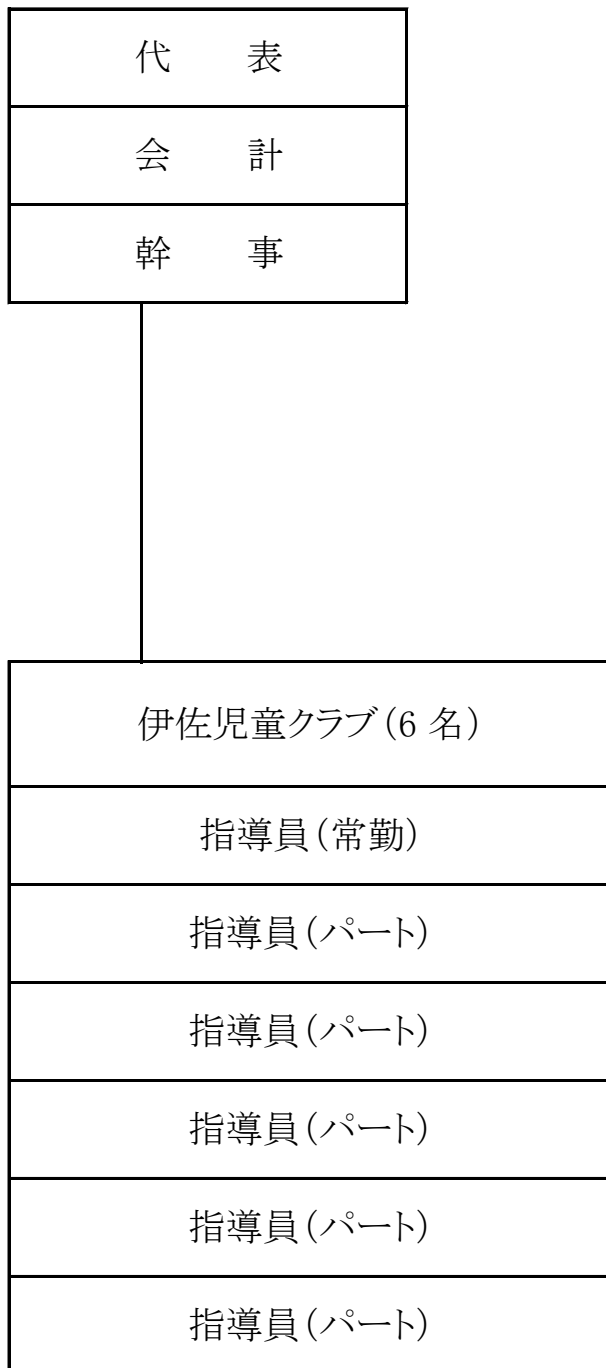 代　　表
会　　計
幹　　事
伊佐児童クラブ（6 名）
指導員（常勤）
指導員（パート）
指導員（パート）
指導員（パート）
指導員（パート）
指導員（パート）